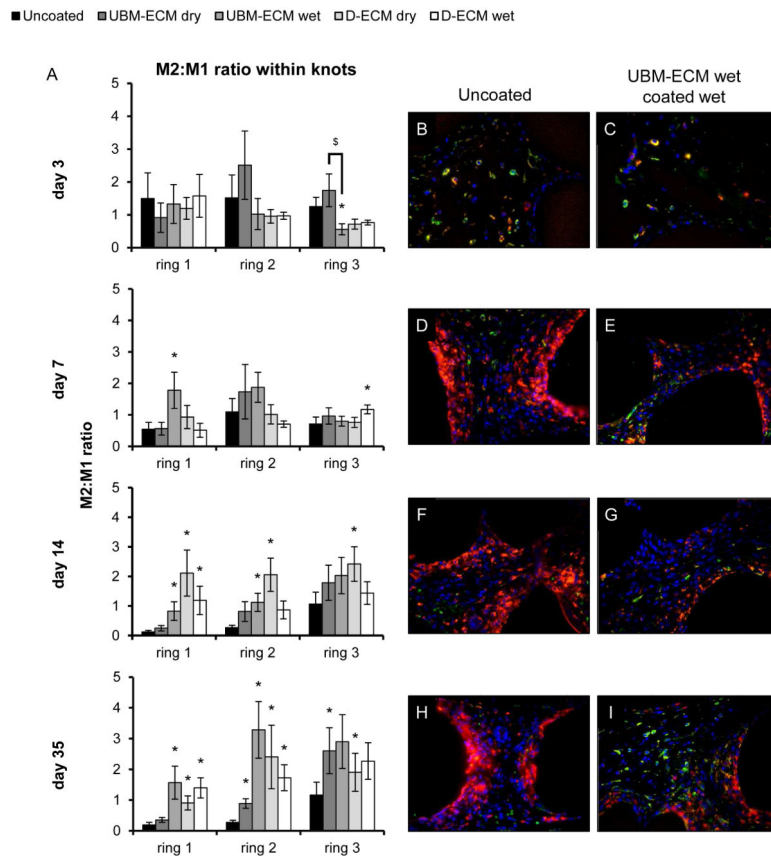 Uncoated UBM-ECM dry UBM-ECM wet D-ECM dry D-ECM wet
A
M2:M1 ratio within knots
Uncoated
UBM-ECM wet
coated wet
M2:M1 ratio
day 3
5
4
3
2
1
0
$
*
ring 1 ring 2 ring 3
B
C
day 7
5
4
3
2
1
0
* *
ring 1 ring 2 ring 3
D
E
day 14
5
4
3
2
1
0
* * * * * *
ring 1 ring 2 ring 3
F
G
day 35
5
4
3
2
1
0
* * * * * * * * *
ring 1 ring 2 ring 3
H
I